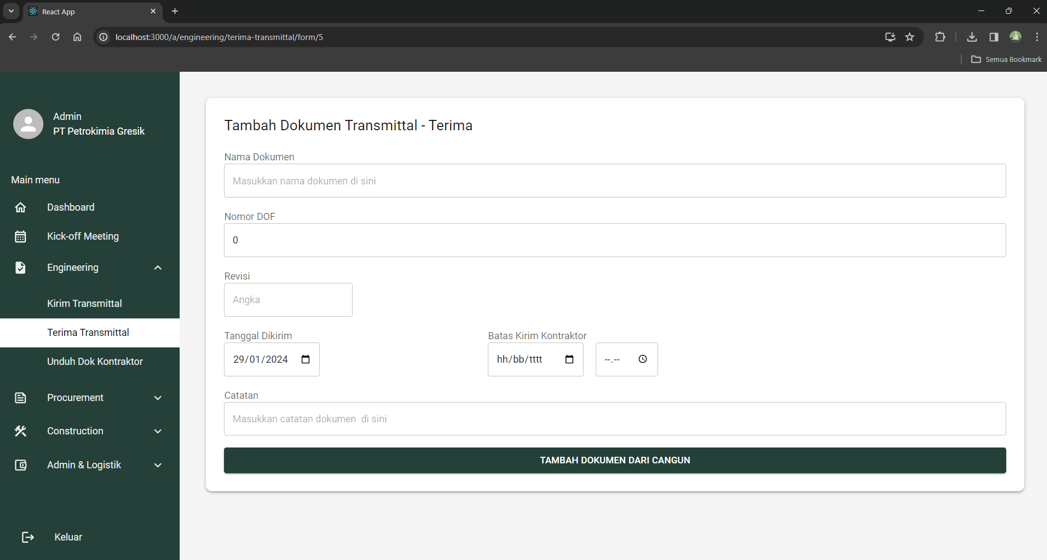 React App
localhost:3000/a/engineering/terima-transmittal/form/5
Semua Bookmark
Admin
PT Petrokimia Gresik
Main menu
Dashboard
Kick-off Meeting
Engineering
Kirim Transmittal
Terima Transmittal
Unduh Dok Kontraktor
Procurement
Construction
Admin & Logistik
Keluar
Tambah Dokumen Transmittal - Terima
Nama Dokumen
Masukkan nama dokumen di sini
Nomor DOF
0
Revisi
Angka
Tanggal Dikirim
29/01/2024
Batas Kirim Kontraktor
hh/bb/tttt
--.--
Catatan
Masukkan catatan dokumen  di sini
TAMBAH DOKUMEN DARI CANGUN